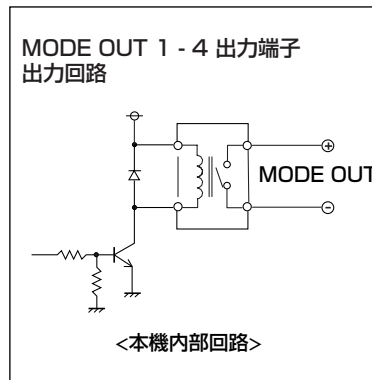 MODE OUT 1 - 4 出力端子
出力回路
+
MODE OUT
-
<本機内部回路>